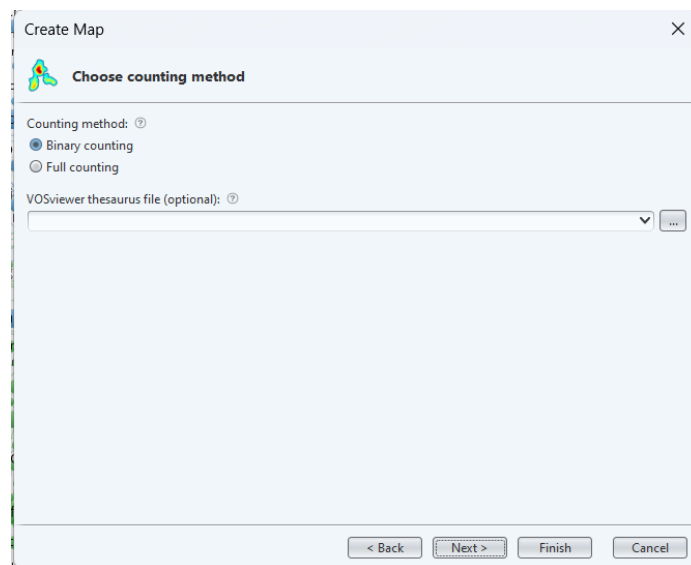 Create Map
Choose counting method
Counting method:
Binary counting
Full counting
VOSviewer thesaurus file (optional):
...
< Back Next > Finish Cancel